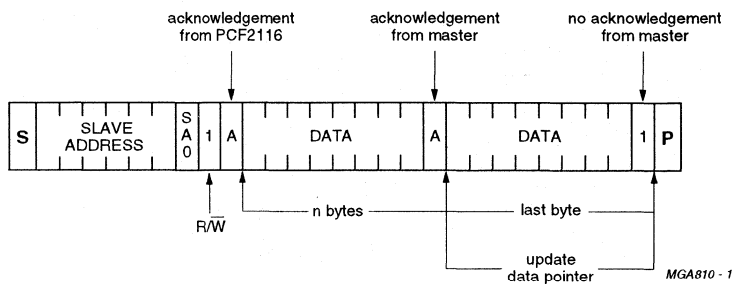 acknowledgement
from PCF2116
acknowledgement
from master
no acknowledgement
from master
S
SLAVE
ADDRESS
S
A
0
1
A
DATA
A
DATA
1
P
R/W̅
n bytes
last byte
update
data pointer
MGA810 - 1